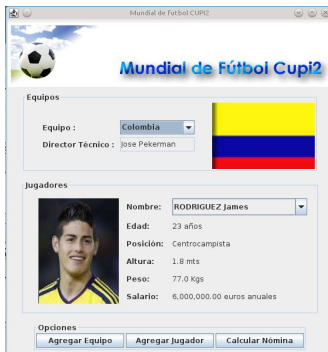 Mundial de Futbol CUPI2
Mundial de Fútbol Cupi2
Equipos
Equipo : Colombia
Director Técnico : Jose Pekerman
Jugadores
Nombre: RODRIGUEZ James
Edad: 23 años
Posición: Centrocampista
Altura: 1.8 mts
Peso: 77.0 Kgs
Salario: 6,000,000.00 euros anuales
Opciones
Agregar Equipo Agregar Jugador Calcular Nómina